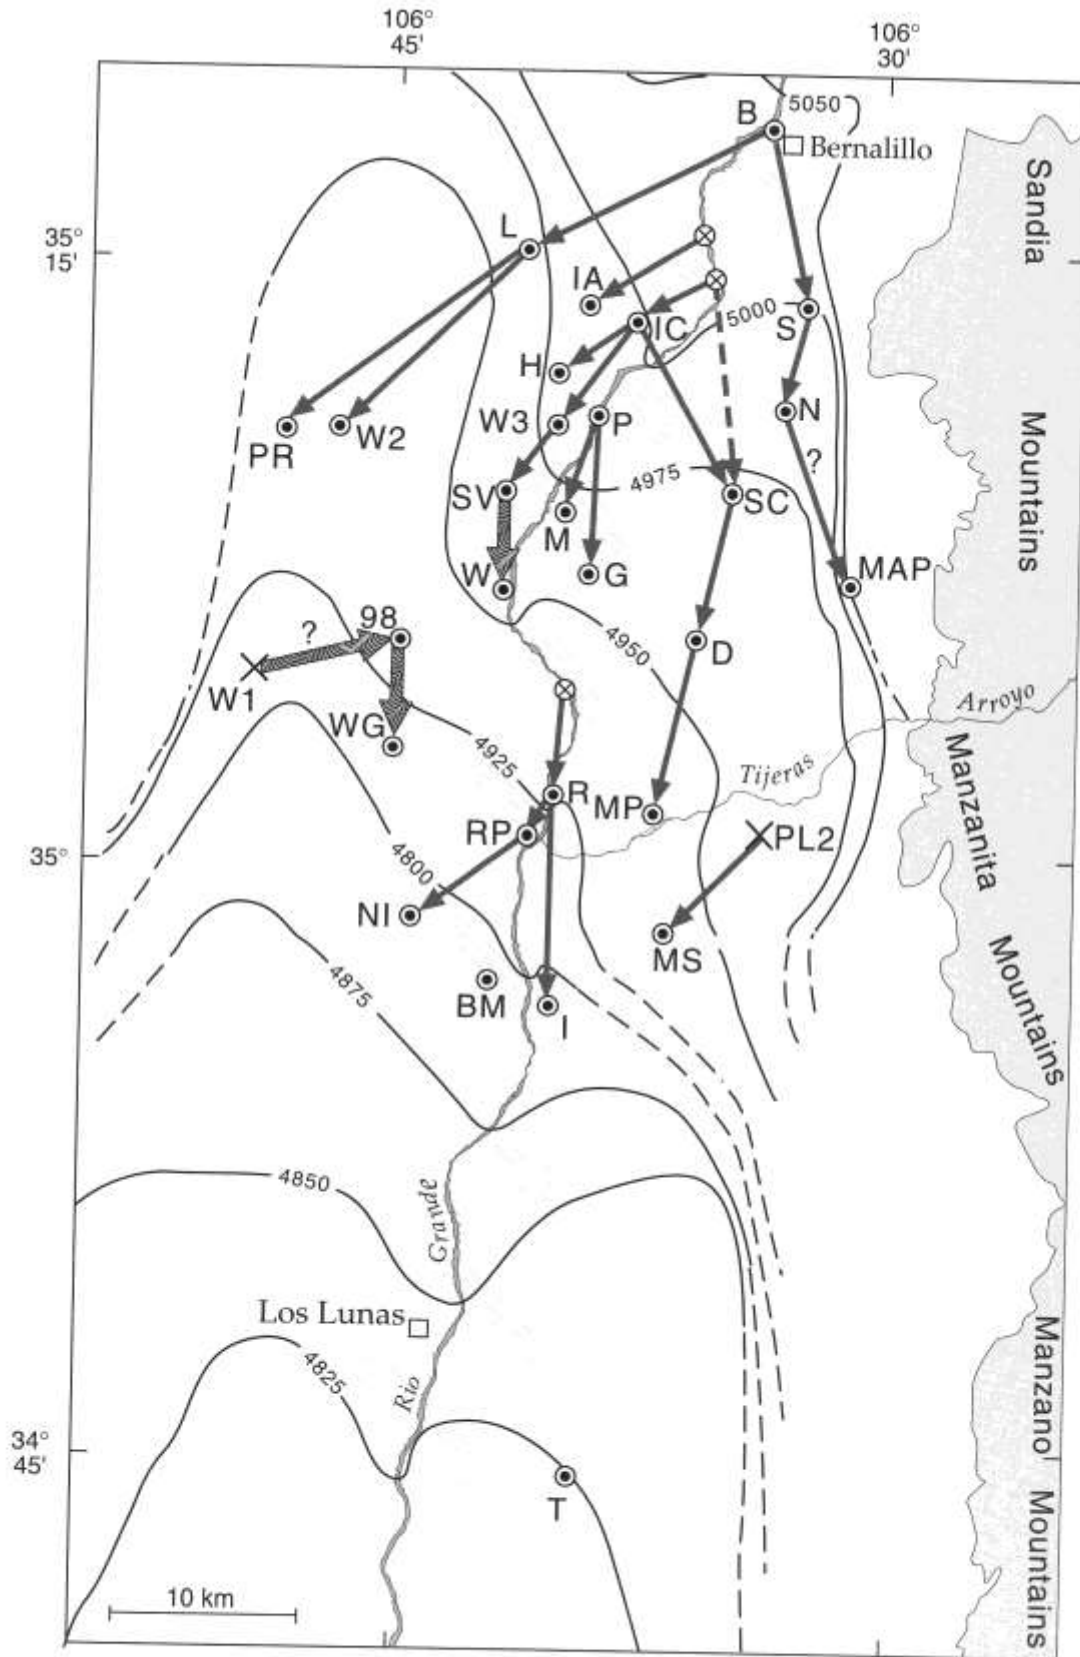 106°
45'
106°
30'
5050
B
Bernalillo
Sandia
L
35°
15'
IA
IC
5000
S
H
N
W3
P
PR
W2
?
Mountains
SV
4975
SC
M
W
G
MAP
98
?
4950
D
W1
Arroyo
WG
4925
Tijeras
Manzanita
R
MP
RP
PL2
35°
4800
NI
MS
Mountains
BM
I
4875
4850
Grande
Los Lunas
Manzano
4825
Rio
34°
45'
T
Mountains
10 km